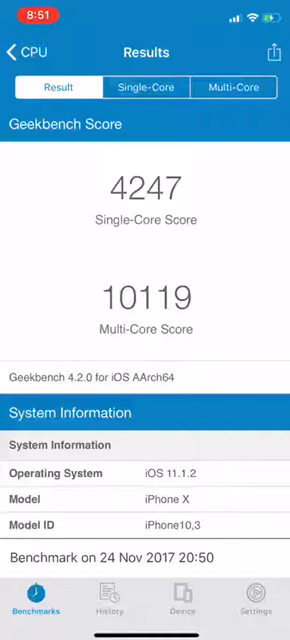 8:51
CPU
Results
Result
Single-Core
Multi-Core
Geekbench Score
4247
Single-Core Score
10119
Multi-Core Score
Geekbench 4.2.0 for iOS AArch64
System Information
System Information
Operating System iOS 11.1.2
Model iPhone X
Model ID iPhone10,3
Benchmark on 24 Nov 2017 20:50
Benchmarks
History
Device
Settings